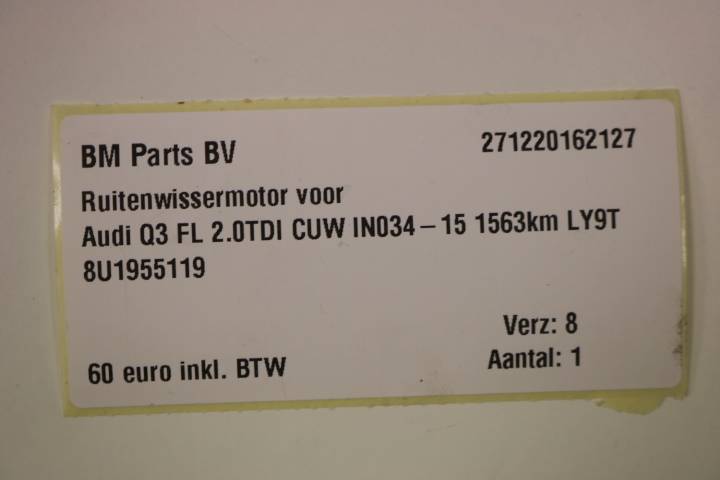 BM Parts BV 271220162127
Ruitenwissermotor voor
Audi Q3 FL 2.0TDI CUW IN034-15 1563km LY9T
8U1955119
Verz: 8
60 euro inkl. BTW Aantal: 1